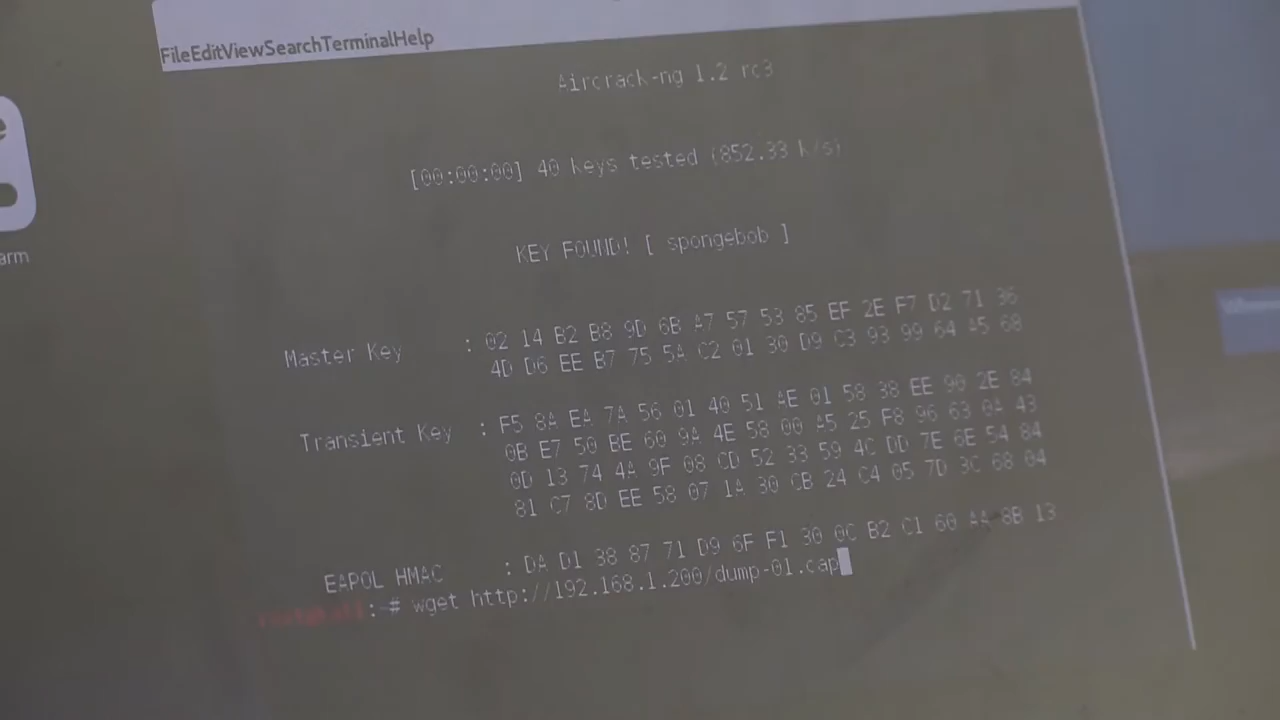 FileEditViewSearchTerminalHelp
Aircrack-ng 1.2 rc3
[00:00:00] 40 keys tested (852.33 k/s)
KEY FOUND! [ spongebob ]
Master Key : 02 14 B2 B8 9D 6B A7 57 53 85 EF 2E F7 D2 71 36
4D D6 EE B7 75 5A C2 01 30 D9 C3 93 99 64 A5 68
Transient Key : F5 8A EA 7A 56 01 40 51 AE 01 58 38 EE 90 2E 84
0B E7 50 BE 60 9A 4E 58 00 A5 25 F8 96 63 0A 43
0D 13 74 4A 9F 08 CD 52 33 59 4C DD 7E 6E 54 84
81 C7 8D EE 58 07 1A 30 CB 24 C4 05 7D 3C 68 04
EAPOL HMAC : DA D1 38 87 71 D9 6F F1 30 0C B2 C1 60 AA 8B 13
:~# wget http://192.168.1.200/dump-01.cap
arm